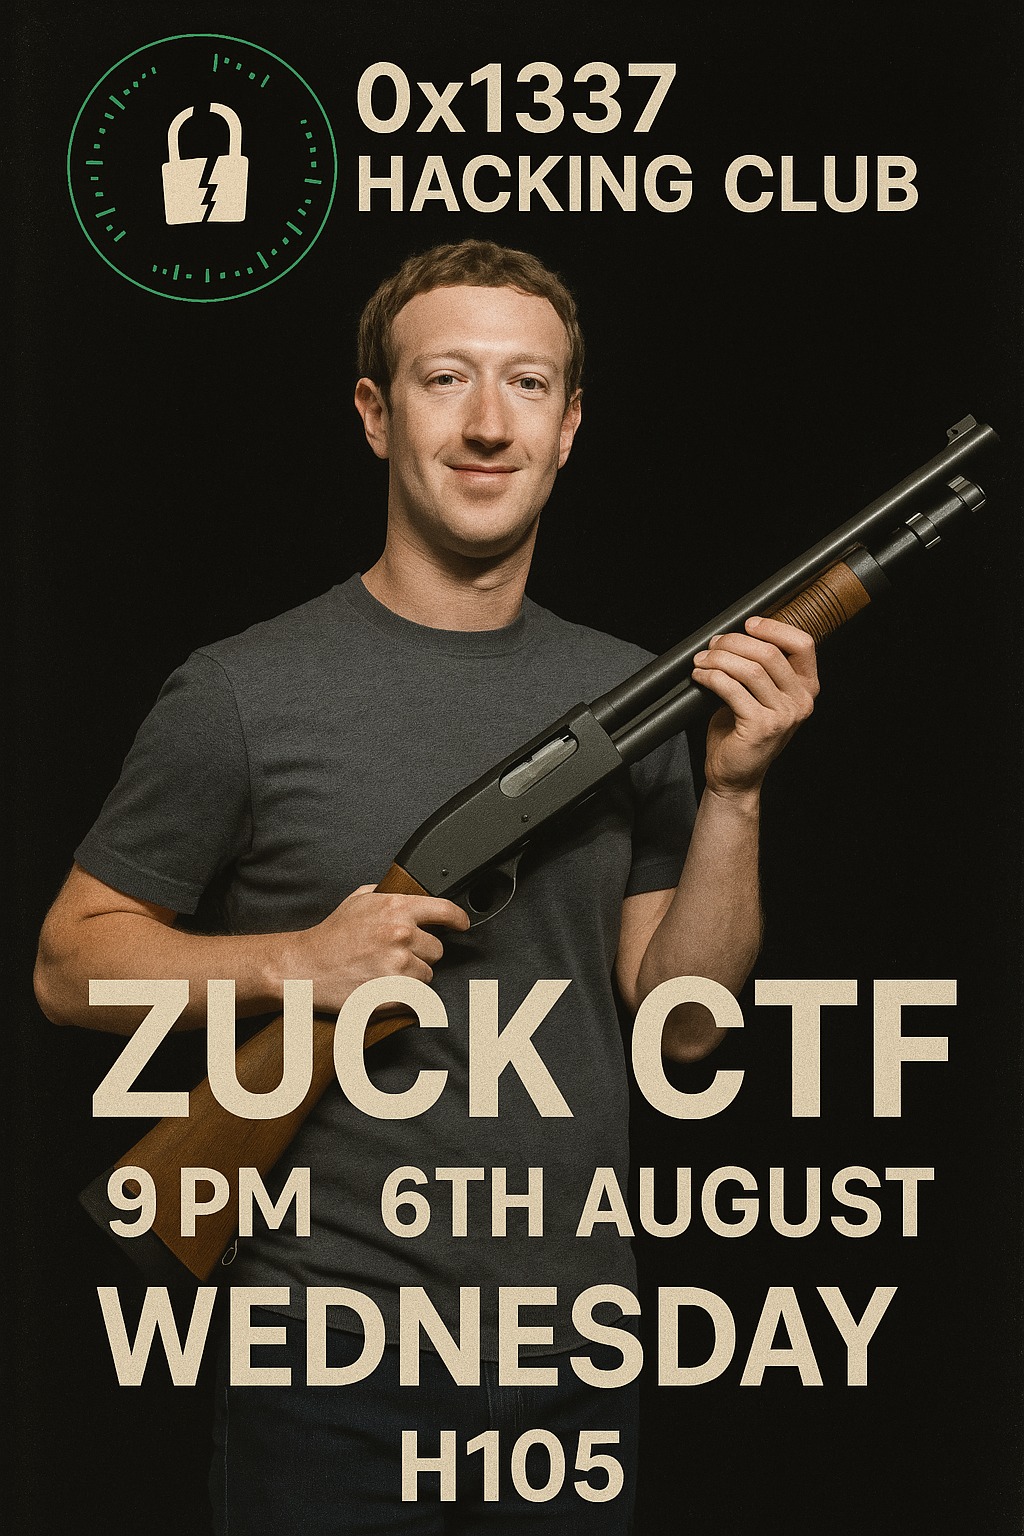 0x1337
HACKING CLUB
ZUCK CTF
9 PM 6TH AUGUST
WEDNESDAY
H105